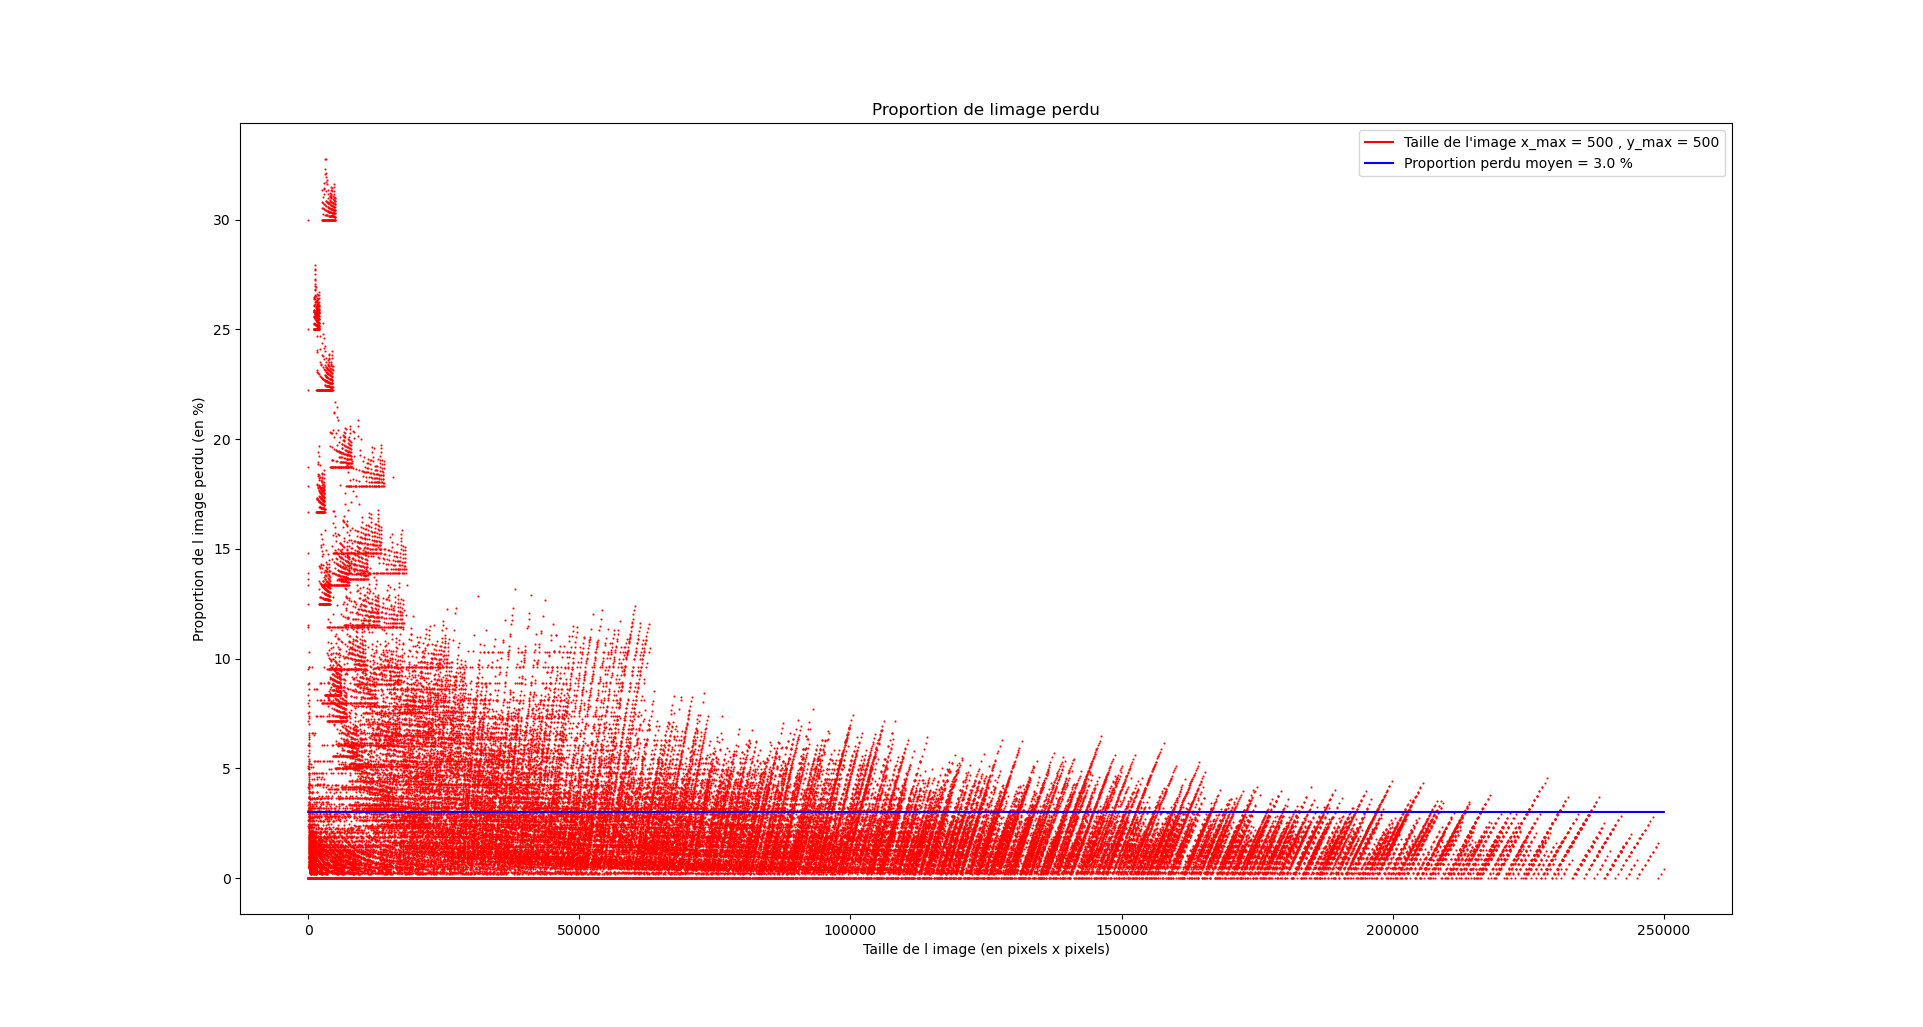 Proportion de limage perdu
Taille de l'image x_max = 500 , y_max = 500
Proportion perdu moyen = 3.0 %
Proportion de l image perdu (en %)
30
25
20
15
10
5
0
0
50000
100000
150000
200000
250000
Taille de l image (en pixels x pixels)